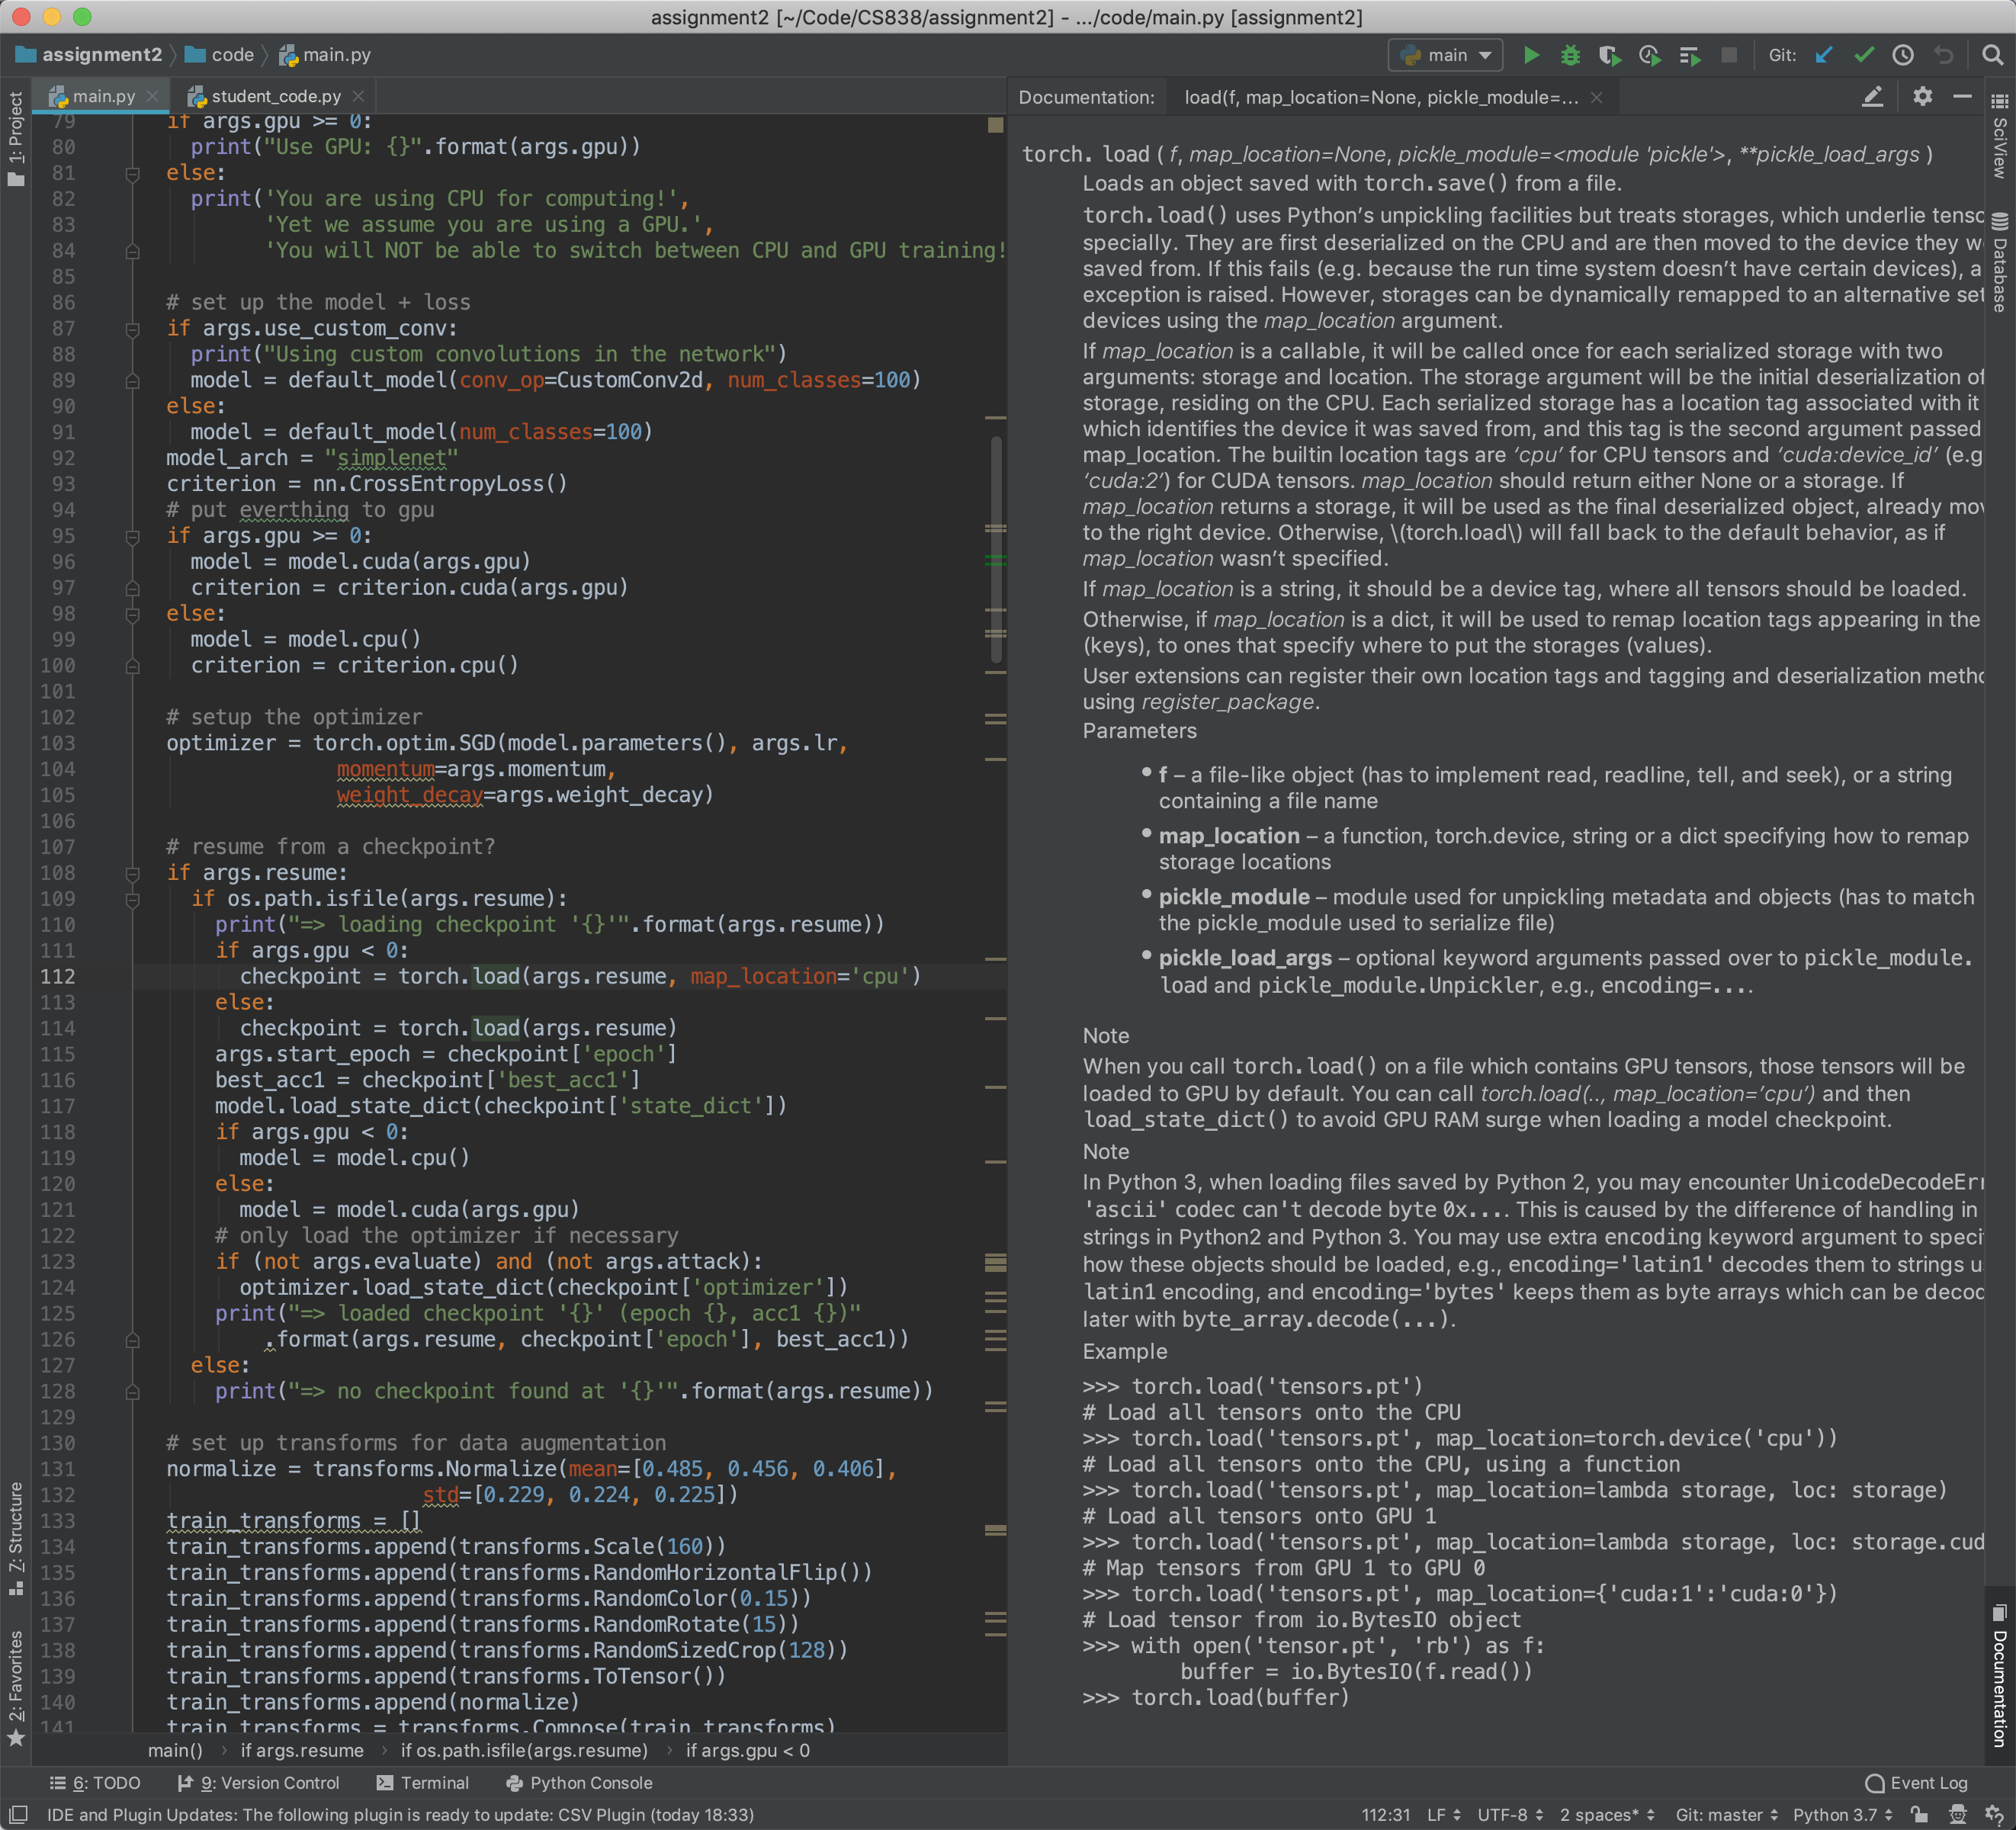 assignment2 [~/Code/CS838/assignment2] - .../code/main.py [assignment2]
assignment2 code main.py
main Git:
1: Project
main.py student_code.py
79 if args.gpu >= 0:
80 print("Use GPU: {}".format(args.gpu))
81 else:
82 print('You are using CPU for computing!',
83 'Yet we assume you are using a GPU.',
84 'You will NOT be able to switch between CPU and GPU training!
85
86 # set up the model + loss
87 if args.use_custom_conv:
88 print("Using custom convolutions in the network")
89 model = default_model(conv_op=CustomConv2d, num_classes=100)
90 else:
91 model = default_model(num_classes=100)
92 model_arch = "simplenet"
93 criterion = nn.CrossEntropyLoss()
94 # put everthing to gpu
95 if args.gpu >= 0:
96 model = model.cuda(args.gpu)
97 criterion = criterion.cuda(args.gpu)
98 else:
99 model = model.cpu()
100 criterion = criterion.cpu()
101
102 # setup the optimizer
103 optimizer = torch.optim.SGD(model.parameters(), args.lr,
104 momentum=args.momentum,
105 weight_decay=args.weight_decay)
106
107 # resume from a checkpoint?
108 if args.resume:
109 if os.path.isfile(args.resume):
110 print("=> loading checkpoint '{}'".format(args.resume))
111 if args.gpu < 0:
112 checkpoint = torch.load(args.resume, map_location='cpu')
113 else:
114 checkpoint = torch.load(args.resume)
115 args.start_epoch = checkpoint['epoch']
116 best_acc1 = checkpoint['best_acc1']
117 model.load_state_dict(checkpoint['state_dict'])
118 if args.gpu < 0:
119 model = model.cpu()
120 else:
121 model = model.cuda(args.gpu)
122 # only load the optimizer if necessary
123 if (not args.evaluate) and (not args.attack):
124 optimizer.load_state_dict(checkpoint['optimizer'])
125 print("=> loaded checkpoint '{}' (epoch {}, acc1 {})"
126 .format(args.resume, checkpoint['epoch'], best_acc1))
127 else:
128 print("=> no checkpoint found at '{}'".format(args.resume))
129
130 # set up transforms for data augmentation
131 normalize = transforms.Normalize(mean=[0.485, 0.456, 0.406],
132 std=[0.229, 0.224, 0.225])
133 train_transforms = []
134 train_transforms.append(transforms.Scale(160))
135 train_transforms.append(transforms.RandomHorizontalFlip())
136 train_transforms.append(transforms.RandomColor(0.15))
137 train_transforms.append(transforms.RandomRotate(15))
138 train_transforms.append(transforms.RandomSizedCrop(128))
139 train_transforms.append(transforms.ToTensor())
140 train_transforms.append(normalize)
141 train_transforms = transforms.Compose(train_transforms)
main() › if args.resume › if os.path.isfile(args.resume) › if args.gpu < 0
Documentation: load(f, map_location=None, pickle_module=...
torch. load ( f, map_location=None, pickle_module=<module 'pickle'>, **pickle_load_args )
Loads an object saved with torch.save() from a file.
torch.load() uses Python’s unpickling facilities but treats storages, which underlie tenso
specially. They are first deserialized on the CPU and are then moved to the device they w
saved from. If this fails (e.g. because the run time system doesn’t have certain devices), a
exception is raised. However, storages can be dynamically remapped to an alternative set
devices using the map_location argument.
If map_location is a callable, it will be called once for each serialized storage with two
arguments: storage and location. The storage argument will be the initial deserialization of
storage, residing on the CPU. Each serialized storage has a location tag associated with it
which identifies the device it was saved from, and this tag is the second argument passed
map_location. The builtin location tags are ‘cpu’ for CPU tensors and ‘cuda:device_id’ (e.g
‘cuda:2’) for CUDA tensors. map_location should return either None or a storage. If
map_location returns a storage, it will be used as the final deserialized object, already mov
to the right device. Otherwise, \(torch.load\) will fall back to the default behavior, as if
map_location wasn’t specified.
If map_location is a string, it should be a device tag, where all tensors should be loaded.
Otherwise, if map_location is a dict, it will be used to remap location tags appearing in the
(keys), to ones that specify where to put the storages (values).
User extensions can register their own location tags and tagging and deserialization metho
using register_package.
Parameters
• f – a file-like object (has to implement read, readline, tell, and seek), or a string
containing a file name
• map_location – a function, torch.device, string or a dict specifying how to remap
storage locations
• pickle_module – module used for unpickling metadata and objects (has to match
the pickle_module used to serialize file)
• pickle_load_args – optional keyword arguments passed over to pickle_module.
load and pickle_module.Unpickler, e.g., encoding=....
Note
When you call torch.load() on a file which contains GPU tensors, those tensors will be
loaded to GPU by default. You can call torch.load(.., map_location=’cpu’) and then
load_state_dict() to avoid GPU RAM surge when loading a model checkpoint.
Note
In Python 3, when loading files saved by Python 2, you may encounter UnicodeDecodeErr
'ascii' codec can't decode byte 0x.... This is caused by the difference of handling in
strings in Python2 and Python 3. You may use extra encoding keyword argument to specif
how these objects should be loaded, e.g., encoding='latin1' decodes them to strings u
latin1 encoding, and encoding='bytes' keeps them as byte arrays which can be decod
later with byte_array.decode(...).
Example
>>> torch.load('tensors.pt')
# Load all tensors onto the CPU
>>> torch.load('tensors.pt', map_location=torch.device('cpu'))
# Load all tensors onto the CPU, using a function
>>> torch.load('tensors.pt', map_location=lambda storage, loc: storage)
# Load all tensors onto GPU 1
>>> torch.load('tensors.pt', map_location=lambda storage, loc: storage.cud
# Map tensors from GPU 1 to GPU 0
>>> torch.load('tensors.pt', map_location={'cuda:1':'cuda:0'})
# Load tensor from io.BytesIO object
>>> with open('tensor.pt', 'rb') as f:
buffer = io.BytesIO(f.read())
>>> torch.load(buffer)
SciView
Database
Documentation
7: Structure
2: Favorites
6: TODO 9: Version Control Terminal Python Console Event Log
IDE and Plugin Updates: The following plugin is ready to update: CSV Plugin (today 18:33) 112:31 LF UTF-8 2 spaces* Git: master Python 3.7